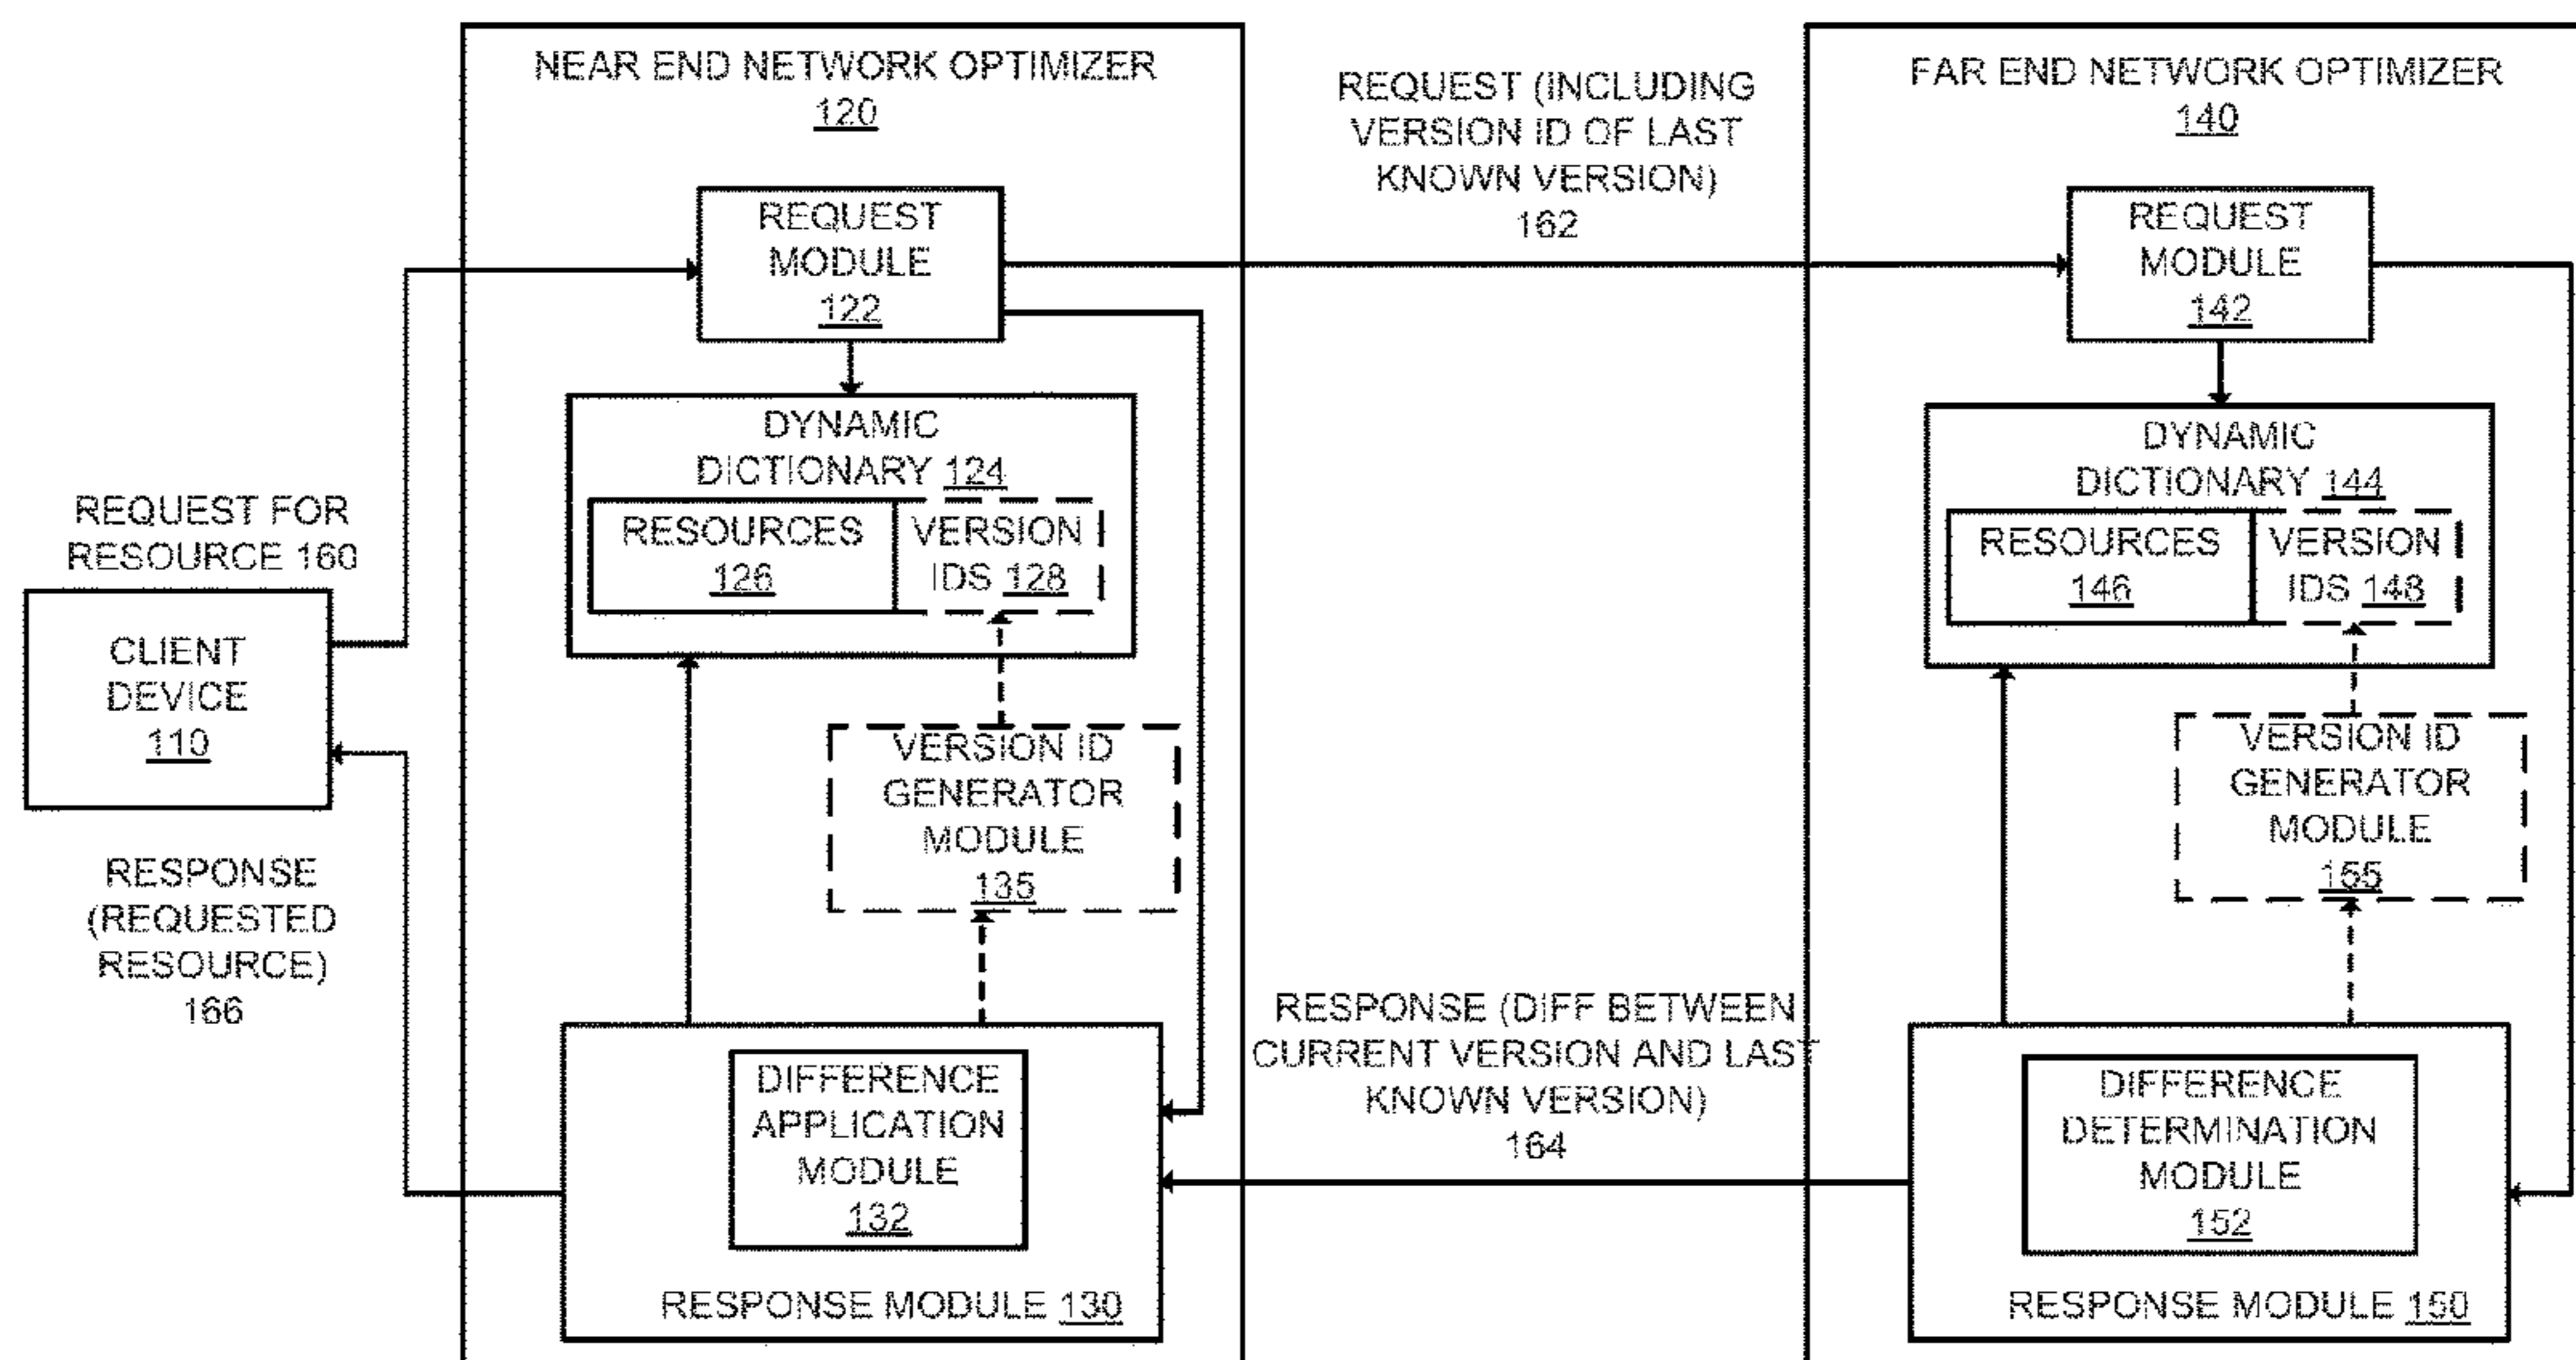 NEAR END NETWORK OPTIMIZER
120
REQUEST MODULE
122
DYNAMIC
DICTIONARY 124
RESOURCES
126
VERSION
IDS 128
VERSION ID
GENERATOR
MODULE
135
DIFFERENCE
APPLICATION
MODULE
132
RESPONSE MODULE 130
REQUEST FOR
RESOURCE 160
CLIENT
DEVICE
110
RESPONSE
(REQUESTED
RESOURCE)
166
REQUEST (INCLUDING
VERSION ID OF LAST
KNOWN VERSION)
162
RESPONSE (DIFF BETWEEN
CURRENT VERSION AND LAST
KNOWN VERSION)
164
FAR END NETWORK OPTIMIZER
140
REQUEST
MODULE
142
DYNAMIC
DICTIONARY 144
RESOURCES
146
VERSION
IDS 148
VERSION ID
GENERATOR
MODULE
155
DIFFERENCE
DETERMINATION
MODULE
152
RESPONSE MODULE 150